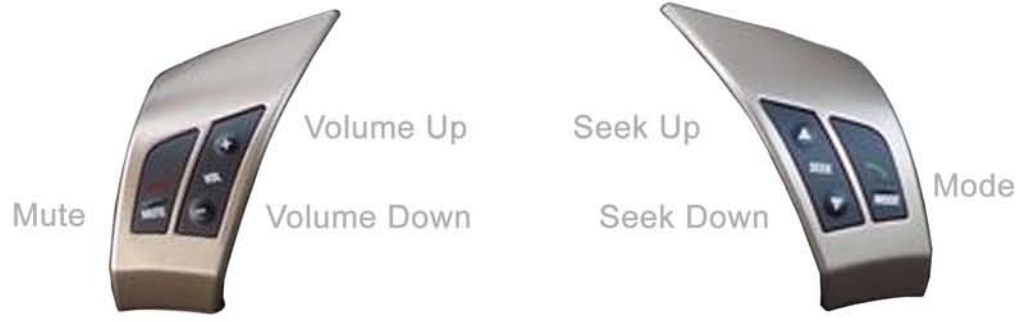 Volume Up
Mute
Volume Down
MUTE
VOL
Seek Up
Seek Down
Mode
SEEK
MODE